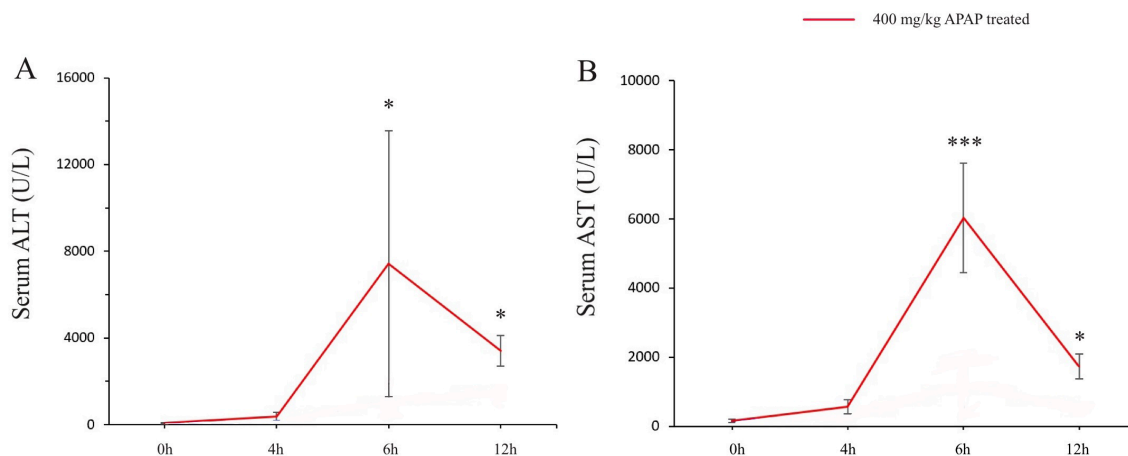 400 mg/kg APAP treated
A
Serum ALT (U/L)
16000
12000
8000
4000
0
*
*
0h 4h 6h 12h
B
Serum AST (U/L)
10000
8000
6000
4000
2000
0
***
*
0h 4h 6h 12h